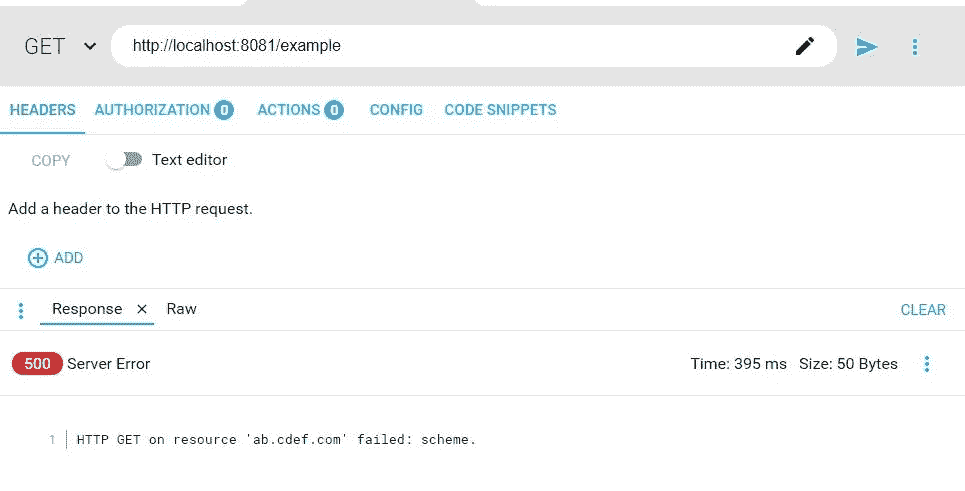 GET http://localhost:8081/example
HEADERS AUTHORIZATION 0 ACTIONS 0 CONFIG CODE SNIPPETS
COPY Text editor
Add a header to the HTTP request.
ADD
Response × Raw CLEAR
500 Server Error Time: 395 ms Size: 50 Bytes
1 HTTP GET on resource 'ab.cdef.com' failed: scheme.